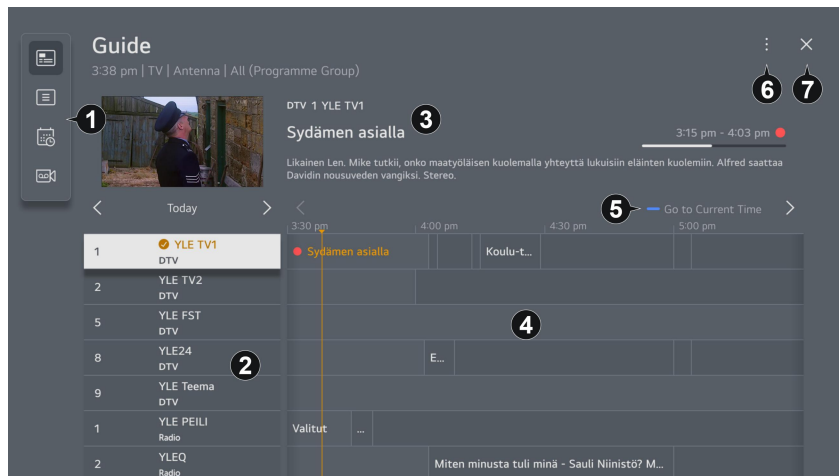 Guide
3:38 pm | TV | Antenna | All (Programme Group)
6
7
1
DTV 1 YLE TV1
3
Sydämen asialla
3:15 pm - 4:03 pm
Likainen Len. Mike tutkii, onko maatyöläisen kuolemalla yhteyttä lukuisiin eläinten kuolemiin. Alfred saattaa
Davidin nousuveden vangiksi. Stereo.
Today
5
Go to Current Time
3:30 pm 4:00 pm 4:30 pm 5:00 pm
1 YLE TV1
DTV
Sydämen asialla
Koulu-t...
2 YLE TV2
DTV
5 YLE FST
DTV
4
8 YLE24
DTV
2
E...
9 YLE Teema
DTV
1 YLE PEILI
Radio
Valitut ...
2 YLEQ
Radio
Miten minusta tuli minä - Sauli Niinistö? M...